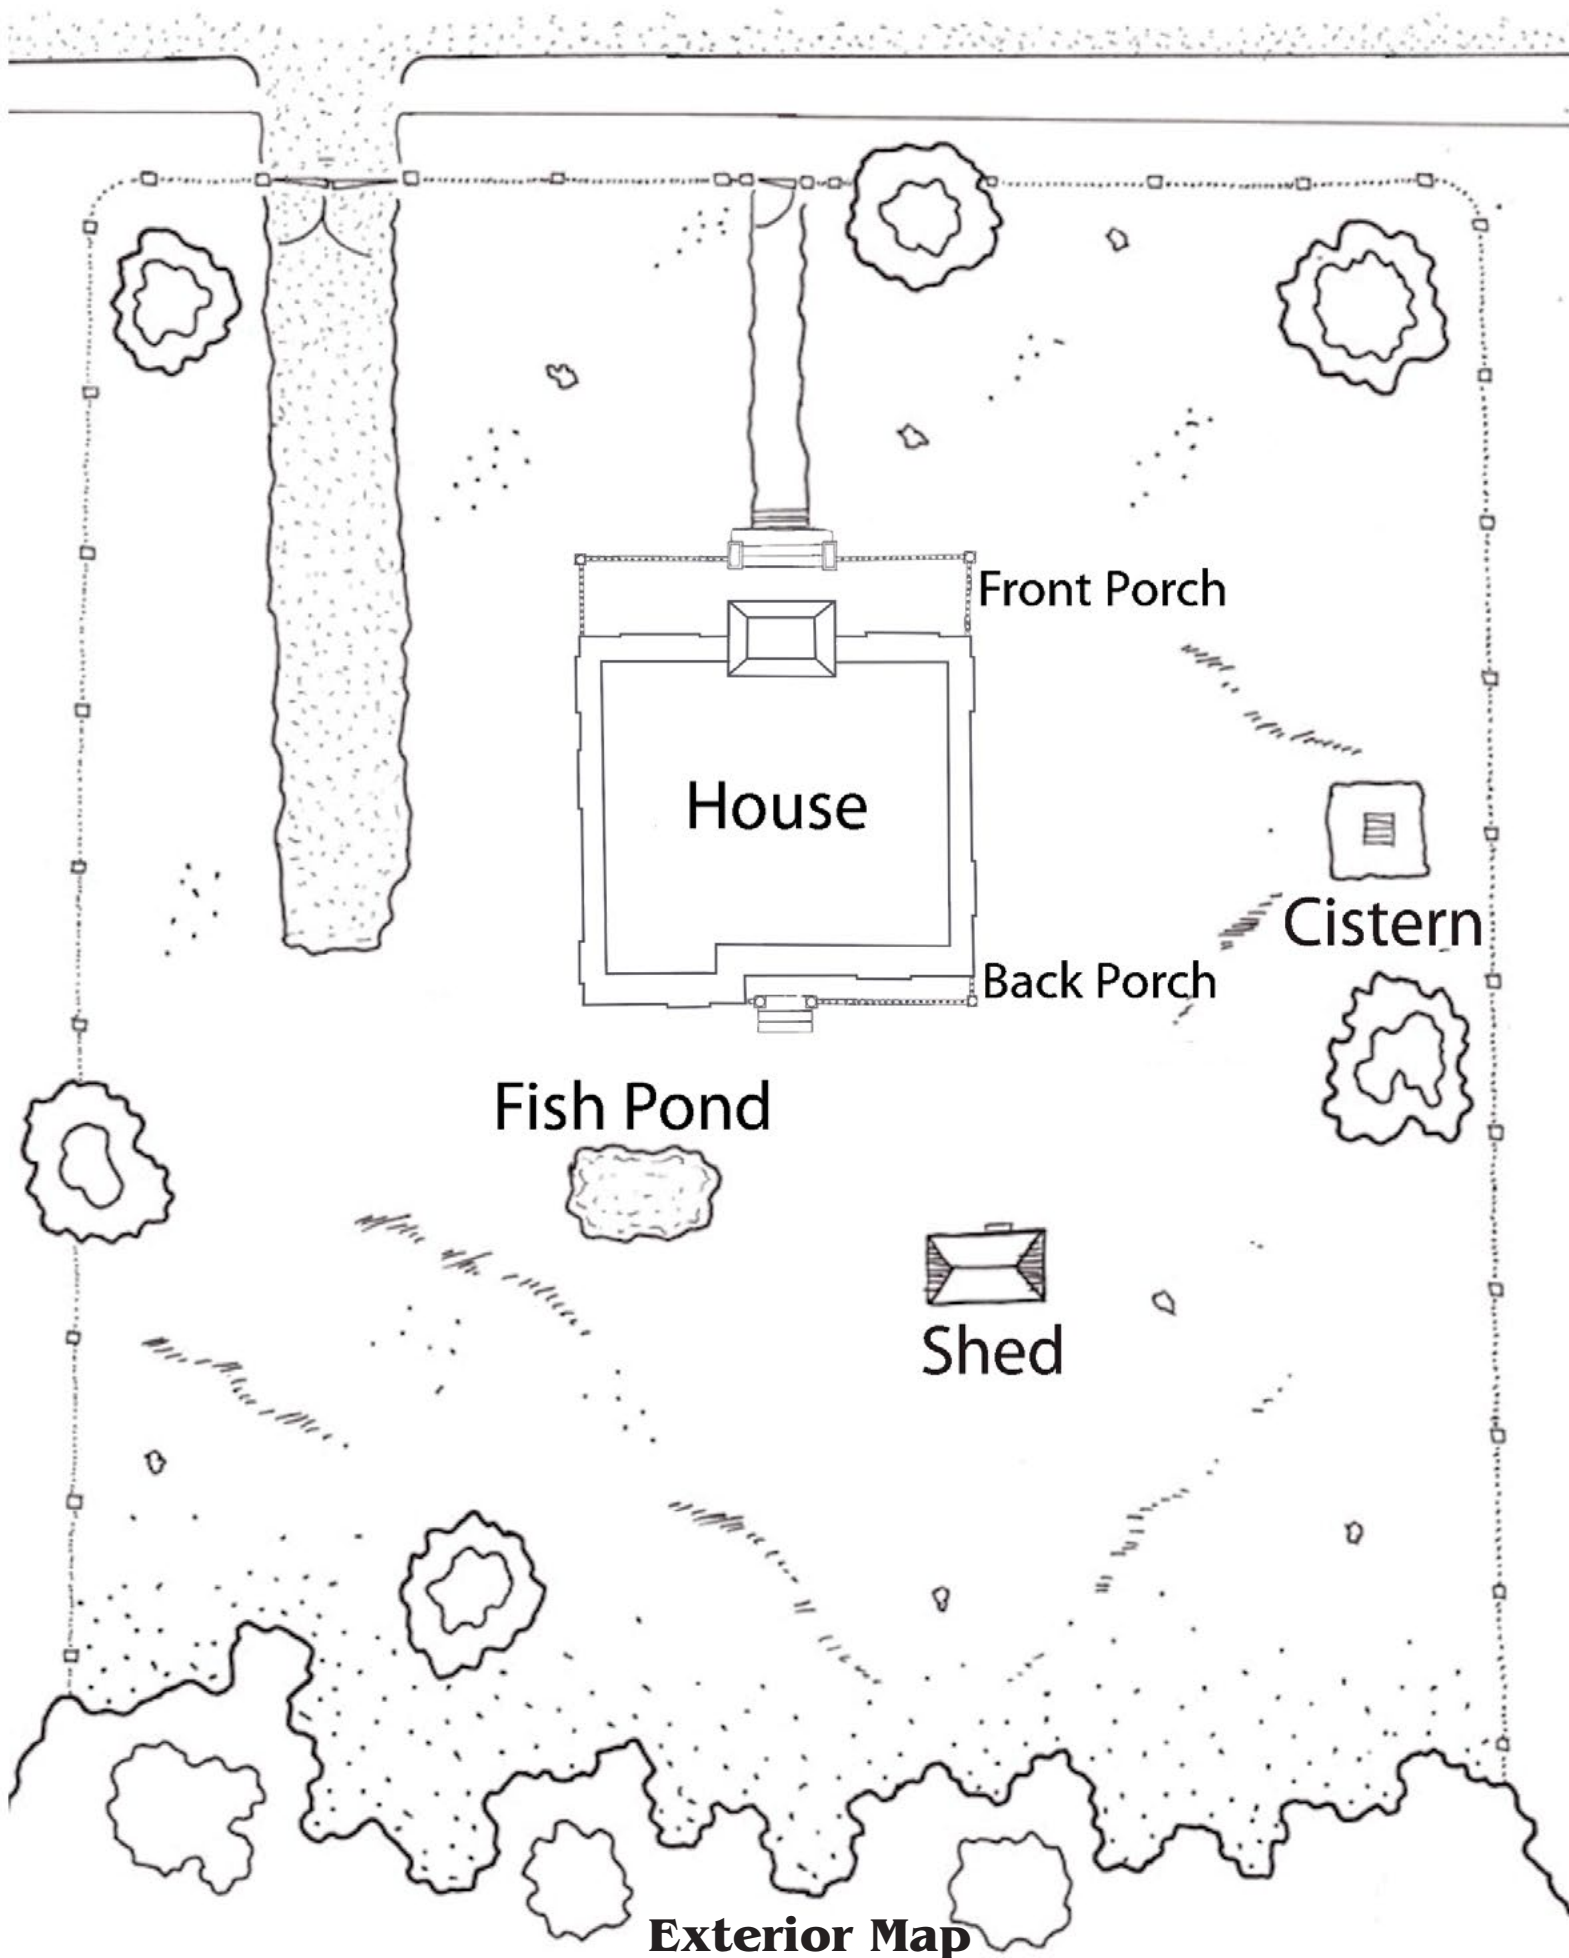 Front Porch
House
Cistern
Back Porch
Fish Pond
Shed
Exterior Map